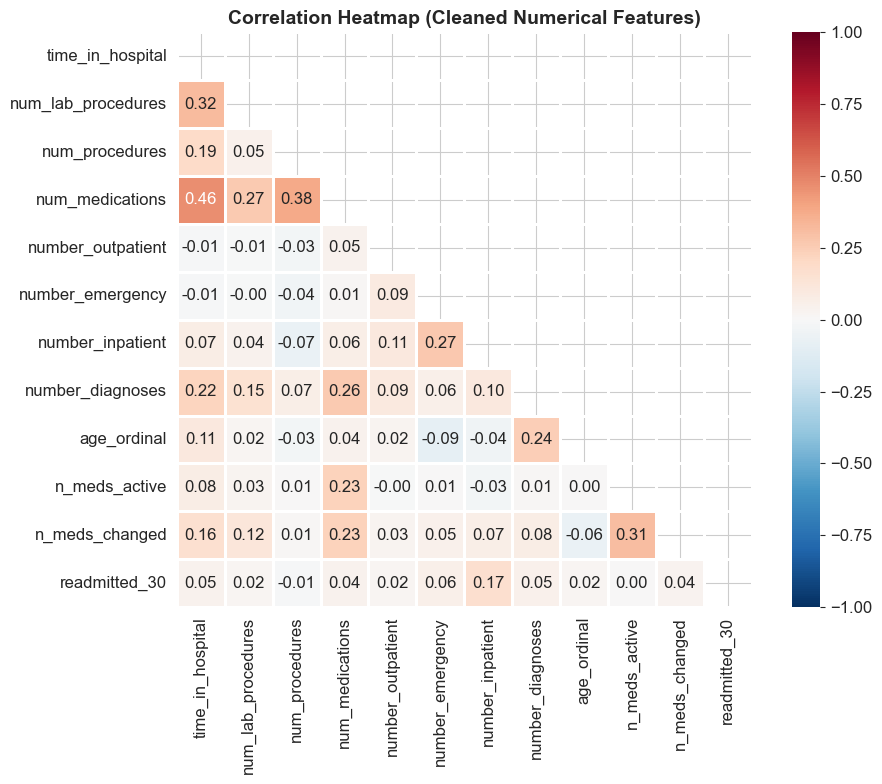 Correlation Heatmap (Cleaned Numerical Features)
time_in_hospital
num_lab_procedures 0.32
num_procedures 0.19 0.05
num_medications 0.46 0.27 0.38
number_outpatient -0.01 -0.01 -0.03 0.05
number_emergency -0.01 -0.00 -0.04 0.01 0.09
number_inpatient 0.07 0.04 -0.07 0.06 0.11 0.27
number_diagnoses 0.22 0.15 0.07 0.26 0.09 0.06 0.10
age_ordinal 0.11 0.02 -0.03 0.04 0.02 -0.09 -0.04 0.24
n_meds_active 0.08 0.03 0.01 0.23 -0.00 0.01 -0.03 0.01 0.00
n_meds_changed 0.16 0.12 0.01 0.23 0.03 0.05 0.07 0.08 -0.06 0.31
readmitted_30 0.05 0.02 -0.01 0.04 0.02 0.06 0.17 0.05 0.02 0.00 0.04
time_in_hospital
num_lab_procedures
num_procedures
num_medications
number_outpatient
number_emergency
number_inpatient
number_diagnoses
age_ordinal
n_meds_active
n_meds_changed
readmitted_30
1.00
0.75
0.50
0.25
0.00
−0.25
−0.50
−0.75
−1.00